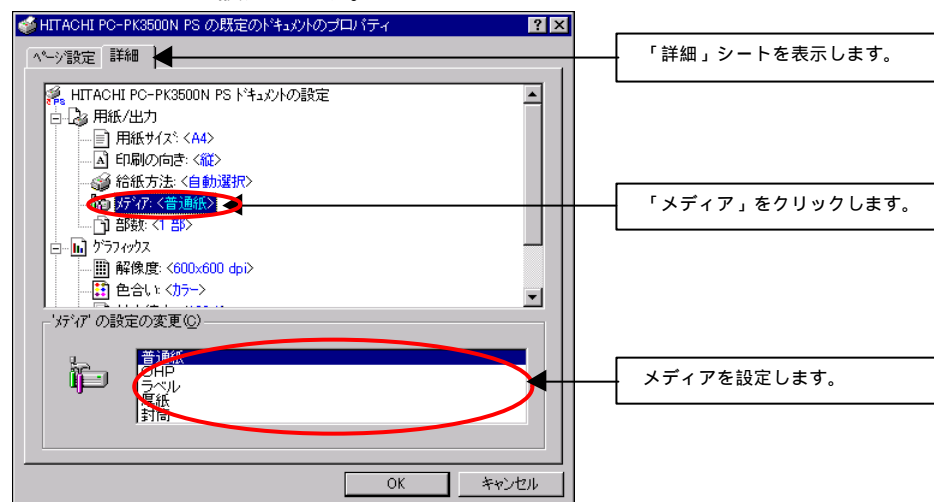 HITACHI PC-PK3500N PS の既定のドキュメントのプロパティ
ページ設定 詳細
「詳細」シートを表示します。
HITACHI PC-PK3500N PS ドキュメントの設定
用紙/出力
用紙サイズ: <A4>
印刷の向き: <縦>
給紙方法: <自動選択>
メディア: <普通紙>
「メディア」をクリックします。
部数: <1 部>
グラフィックス
解像度: <600x600 dpi>
色合い: <カラー>
'メディア' の設定の変更(C)
普通紙
OHP
ラベル
厚紙
封筒
メディアを設定します。
OK キャンセル